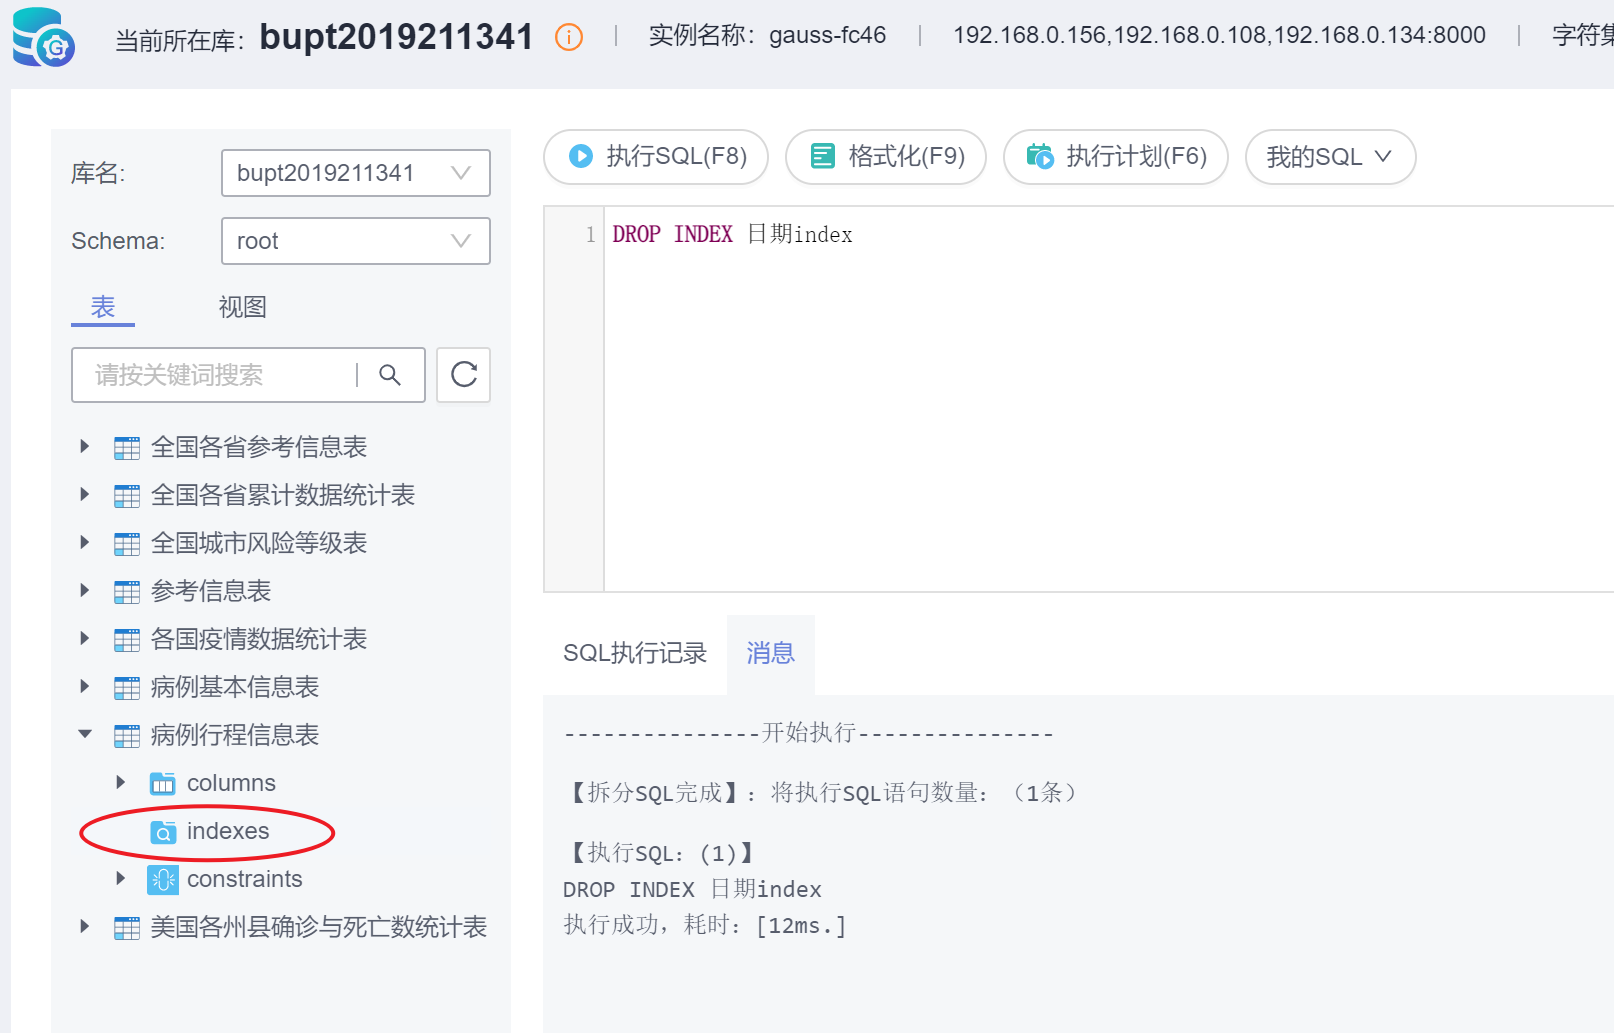 当前所在库: bupt2019211341 | 实例名称: gauss-fc46 | 192.168.0.156,192.168.0.108,192.168.0.134:8000 | 字符集
库名: bupt2019211341
Schema: root
表 视图
请按关键词搜索
全国各省参考信息表
全国各省累计数据统计表
全国城市风险等级表
参考信息表
各国疫情数据统计表
病例基本信息表
病例行程信息表
columns
indexes
constraints
美国各州县确诊与死亡数统计表
执行SQL(F8) 格式化(F9) 执行计划(F6) 我的SQL
1 DROP INDEX 日期index
SQL执行记录 消息
---------------开始执行---------------
【拆分SQL完成】：将执行SQL语句数量：（1条）
【执行SQL：(1)】
DROP INDEX 日期index
执行成功，耗时：[12ms.]